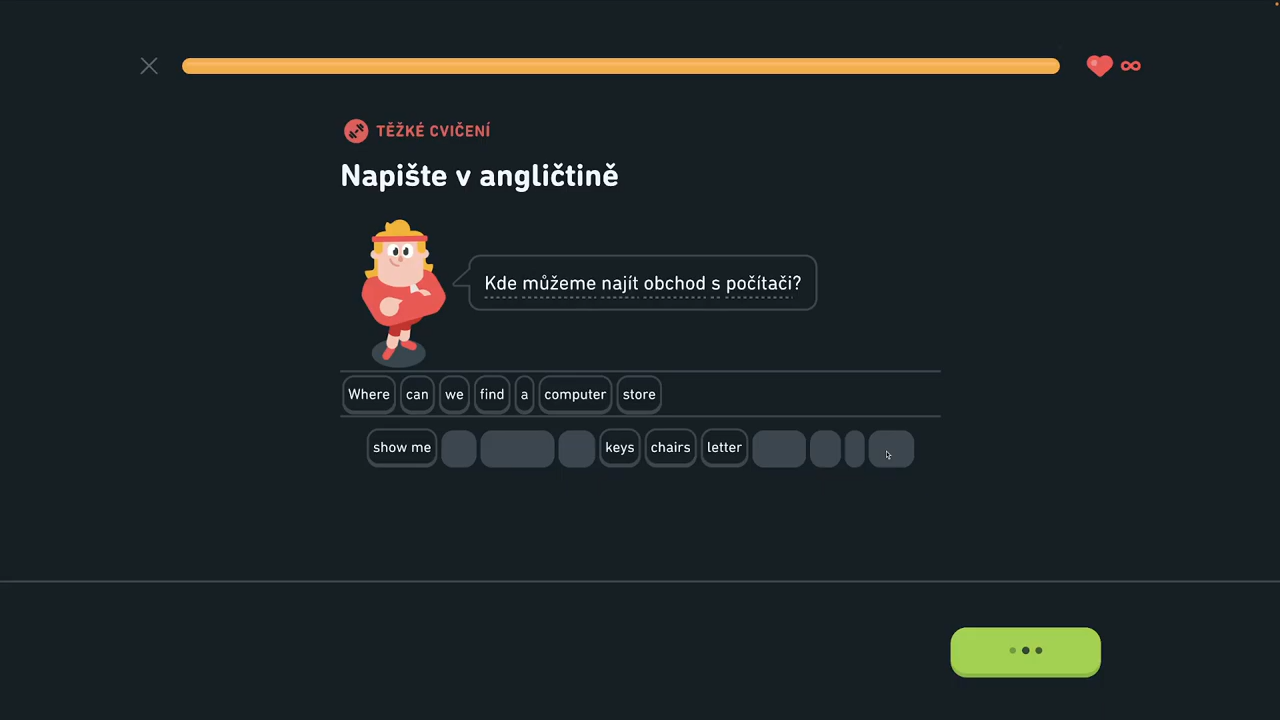 ∞
TĚŽKÉ CVIČENÍ
Napište v angličtině
Kde můžeme najít obchod s počítači?
Where can we find a computer store
show me keys chairs letter